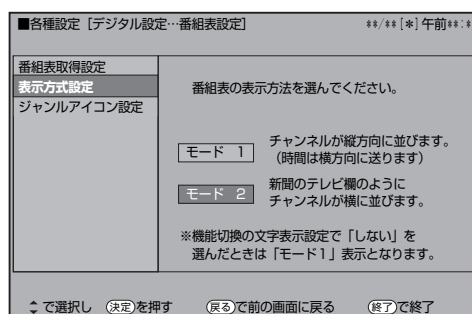 ■各種設定［デジタル設定…番組表設定］ **/**[*]午前**:*
番組表取得設定
表示方式設定
ジャンルアイコン設定
番組表の表示方法を選んでください。
モード 1
チャンネルが縦方向に並びます。
（時間は横方向に送ります）
モード 2
新聞のテレビ欄のように
チャンネルが横に並びます。
※機能切換の文字表示設定で「しない」を
選んだときは「モード1」表示となります。
で選択し 決定を押す 戻るで前の画面に戻る 終了で終了